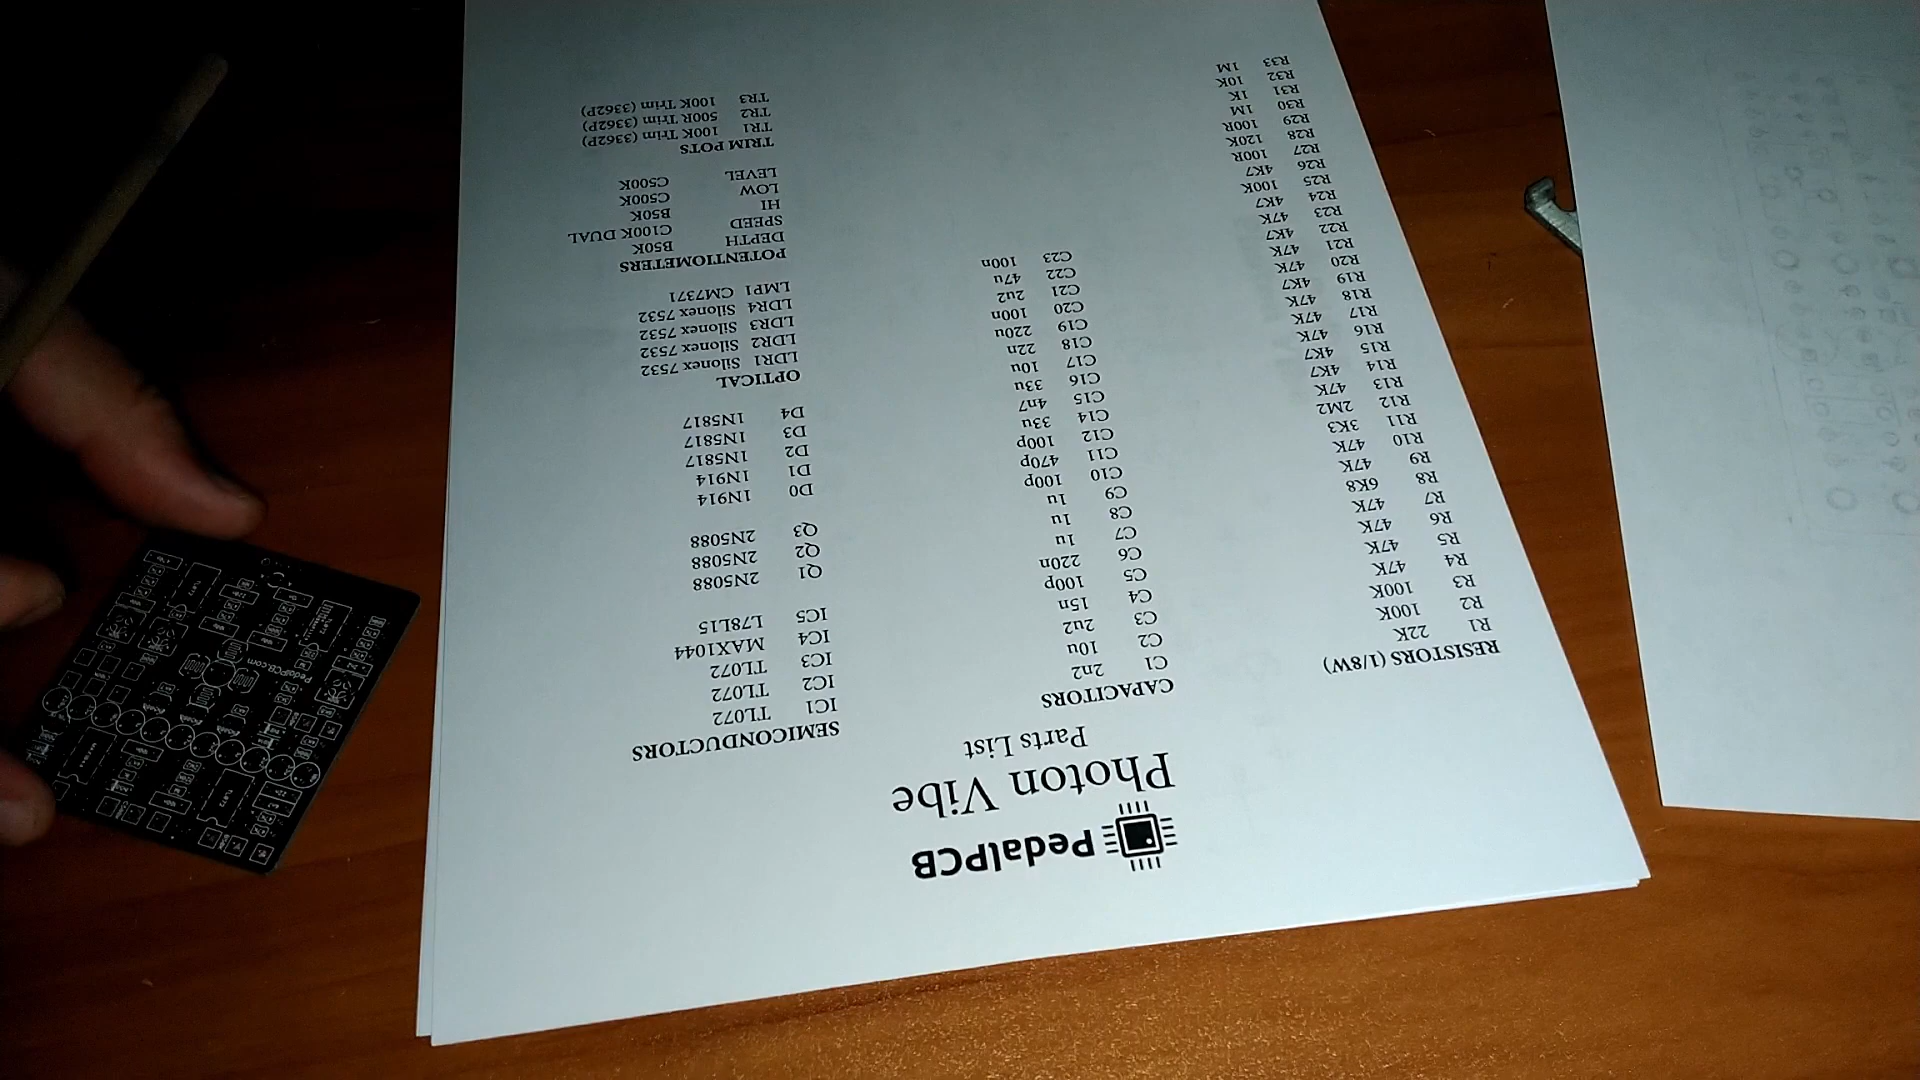 PedalPCB
Photon Vibe
Parts List
RESISTORS (1/8W)
R1 22K
R2 100K
R3 100K
R4 47K
R5 47K
R6 47K
R7 47K
R8 6K8
R9 47K
R10 47K
R11 3K3
R12 2M2
R13 47K
R14 4K7
R15 4K7
R16 47K
R17 47K
R18 47K
R19 4K7
R20 47K
R21 47K
R22 4K7
R23 47K
R24 4K7
R25 100K
R26 4K7
R27 100R
R28 120K
R29 100R
R30 1M
R31 1K
R32 10K
R33 1M
CAPACITORS
C1 2n2
C2 10u
C3 2u2
C4 15n
C5 100p
C6 220n
C7 1u
C8 1u
C9 1u
C10 100p
C11 470p
C12 100p
C14 33u
C15 4n7
C16 33u
C17 10u
C18 22n
C19 220u
C20 100n
C21 2u2
C22 47u
C23 100n
SEMICONDUCTORS
IC1 TL072
IC2 TL072
IC3 TL072
IC4 MAX1044
IC5 L78L15
Q1 2N5088
Q2 2N5088
Q3 2N5088
D0 1N914
D1 1N914
D2 1N5817
D3 1N5817
D4 1N5817
OPTICAL
LDR1 Silonex 7532
LDR2 Silonex 7532
LDR3 Silonex 7532
LDR4 Silonex 7532
LMP1 CM7371
POTENTIOMETERS
DEPTH B50K
SPEED C100K DUAL
HI B50K
LOW C500K
LEVEL C500K
TRIM POTS
TR1 100K Trim (3362P)
TR2 500R Trim (3362P)
TR3 100K Trim (3362P)
PedalPCB.com